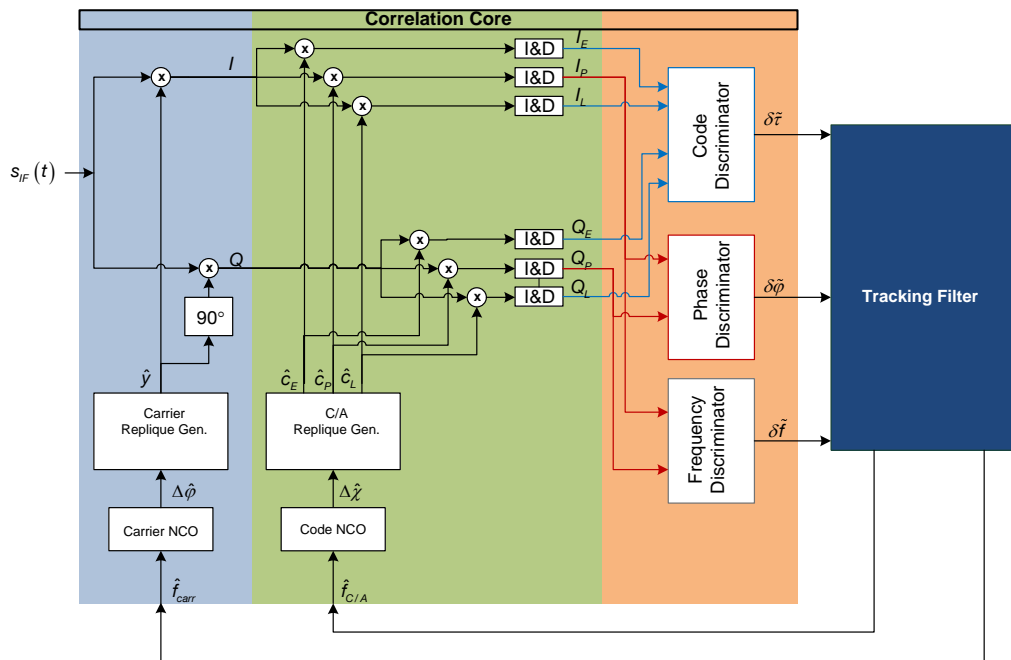 Correlation Core
s_IF(t)
x
I
x
x
x
I&D
I_E
I&D
I_P
I&D
I_L
x
Q
x
x
x
I&D
Q_E
I&D
Q_P
I&D
Q_L
90°
ŷ
ĉ_E
ĉ_P
ĉ_L
Carrier
Replique Gen.
C/A
Replique Gen.
Δφ̂
Δχ̂
Carrier NCO
Code NCO
f̂_carr
f̂_C/A
Code
Discriminator
δτ̃
Phase
Discriminator
δφ̃
Frequency
Discriminator
δf̃
Tracking Filter